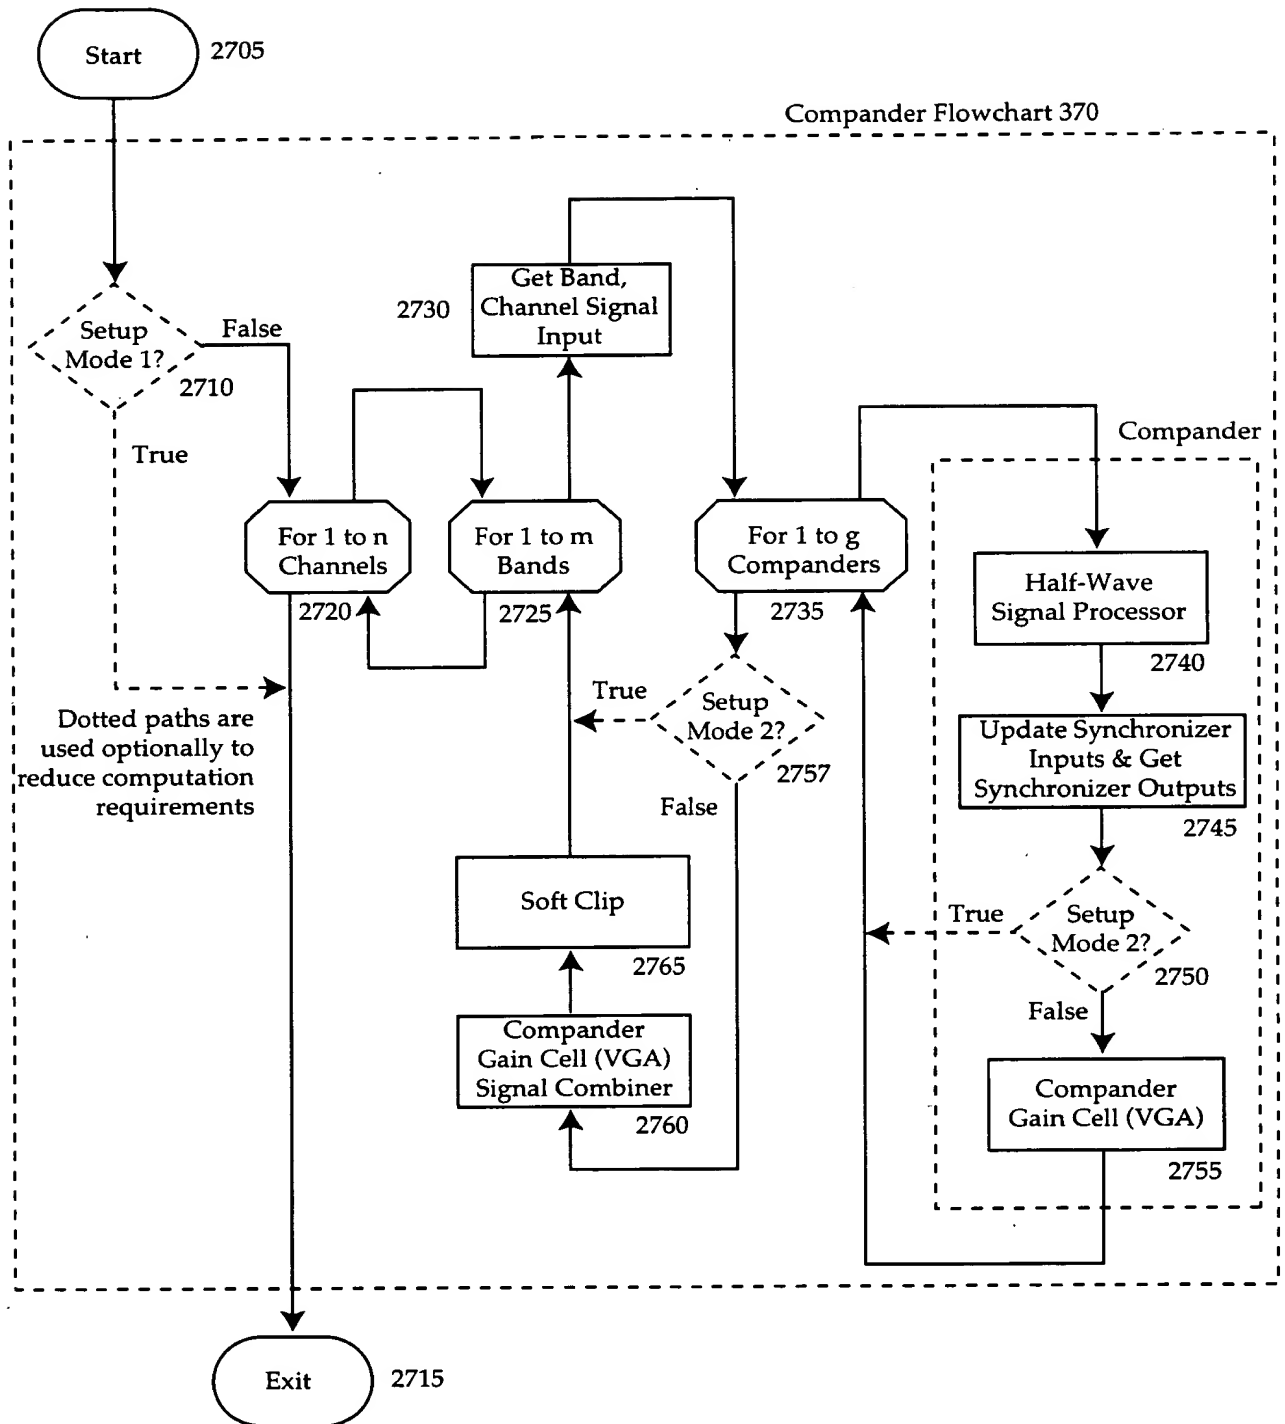 Start
2705
Compander Flowchart 370
Get Band,
Channel Signal
Input
2730
Setup
Mode 1?
2710
False
True
Compander
For 1 to n
Channels
2720
For 1 to m
Bands
2725
For 1 to g
Companders
2735
Half-Wave
Signal Processor
2740
Update Synchronizer
Inputs & Get
Synchronizer Outputs
2745
True
Setup
Mode 2?
2757
False
Dotted paths are
used optionally to
reduce computation
requirements
Soft Clip
2765
True
Setup
Mode 2?
2750
False
Compander
Gain Cell (VGA)
Signal Combiner
2760
Compander
Gain Cell (VGA)
2755
Exit
2715